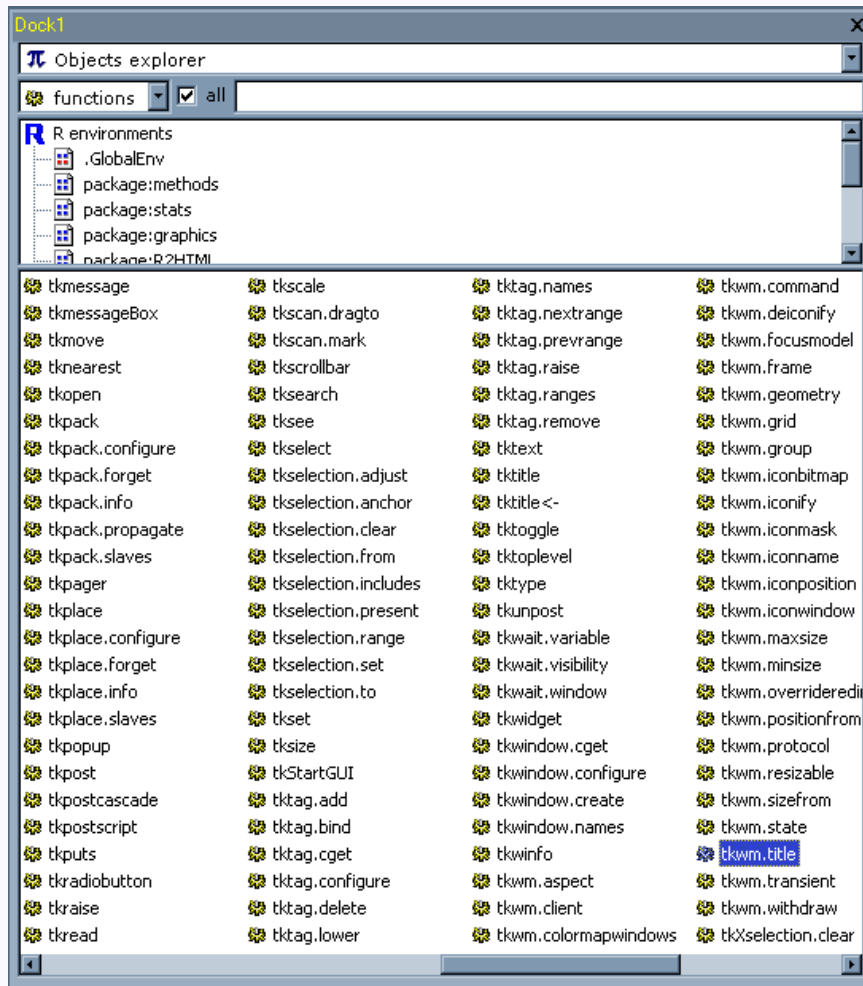 Dock1
Objects explorer
functions all
R environments
.GlobalEnv
package:methods
package:stats
package:graphics
package:R2HTML
tkmessage tkscale tktag.names tkwm.command
tkmessageBox tkscan.dragto tktag.nextrange tkwm.deiconify
tkmove tkscan.mark tktag.prevrange tkwm.focusmodel
tknearest tkscrollbar tktag.raise tkwm.frame
tkopen tksearch tktag.ranges tkwm.geometry
tkpack tksee tktag.remove tkwm.grid
tkpack.configure tkselect tktext tkwm.group
tkpack.forget tkselection.adjust tktitle tkwm.iconbitmap
tkpack.info tkselection.anchor tktitle<- tkwm.iconify
tkpack.propagate tkselection.clear tktoggle tkwm.iconmask
tkpack.slaves tkselection.from tktoplevel tkwm.iconname
tkpager tkselection.includes tktype tkwm.iconposition
tkplace tkselection.present tkunpost tkwm.iconwindow
tkplace.configure tkselection.range tkwait.variable tkwm.maxsize
tkplace.forget tkselection.set tkwait.visibility tkwm.minsize
tkplace.info tkselection.to tkwait.window tkwm.overrideredi
tkplace.slaves tkset tkwidget tkwm.positionfrom
tkpopup tksize tkwindow.cget tkwm.protocol
tkpost tkStartGUI tkwindow.configure tkwm.resizable
tkpostcascade tktag.add tkwindow.create tkwm.sizefrom
tkpostscript tktag.bind tkwindow.names tkwm.state
tkputs tktag.cget tkwinfo tkwm.title
tkradiobutton tktag.configure tkwm.aspect tkwm.transient
tkraise tktag.delete tkwm.client tkwm.withdraw
tkread tktag.lower tkwm.colormapwindows tkXselection.clear